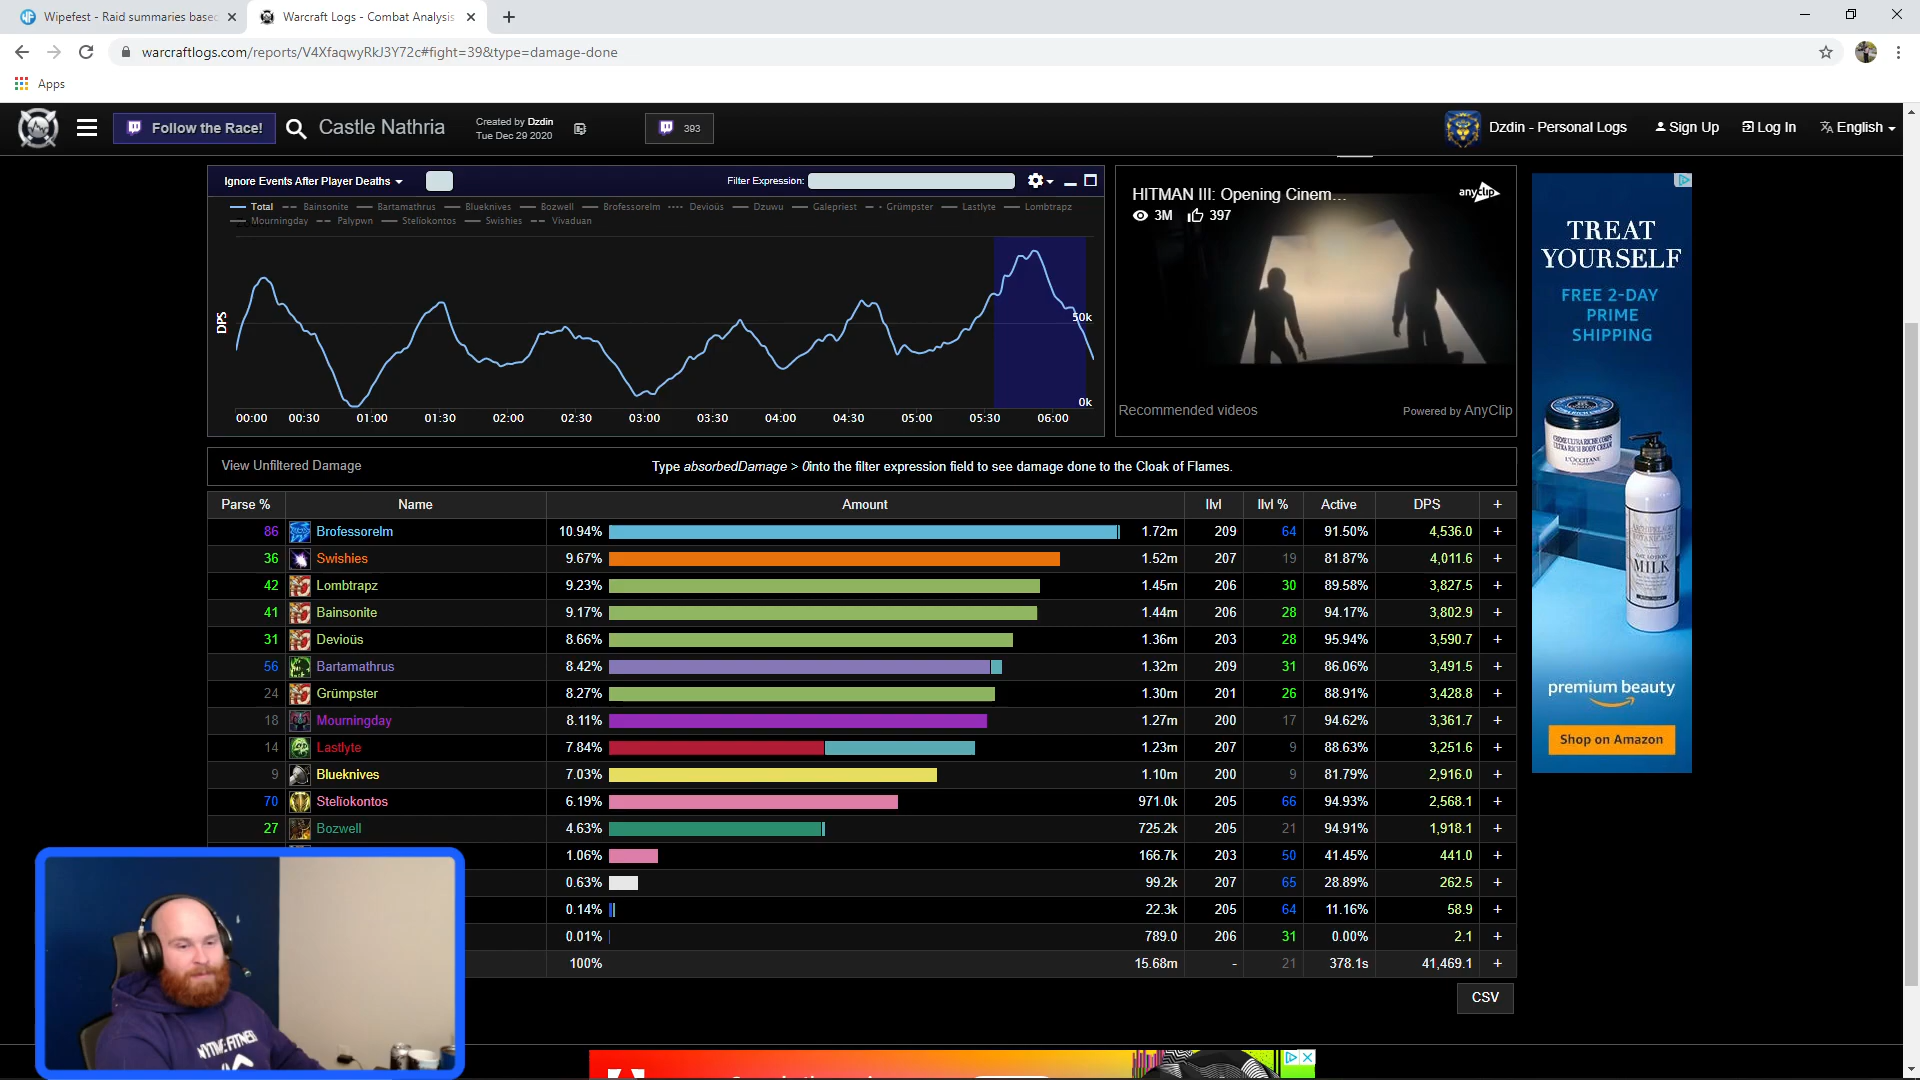 Wipefest - Raid summaries base
Warcraft Logs - Combat Analysis
warcraftlogs.com/reports/V4XfaqwyRkJ3Y72c#fight=39&type=damage-done
Apps
Follow the Race!
Castle Nathria
Created by Dzdin
Tue Dec 29 2020
393
Dzdin - Personal Logs
Sign Up
Log In
English
Ignore Events After Player Deaths
Filter Expression:
Total Bainsonite Bartamathrus Blueknives Bozwell Brofessorelm Devioüs Dzuwu Galepriest Grümpster Lastlyte Lombtrapz
Mourningday Palypwn Steliokontos Swishies Vivaduan
DPS
50k
0k
00:00 00:30 01:00 01:30 02:00 02:30 03:00 03:30 04:00 04:30 05:00 05:30 06:00
HITMAN III: Opening Cinem...
3M 397
anyclip
Recommended videos
Powered by AnyClip
TREAT
YOURSELF
FREE 2-DAY
PRIME
SHIPPING
L'OCCITANE
MILK
premium beauty
Shop on Amazon
View Unfiltered Damage
Type absorbedDamage > 0into the filter expression field to see damage done to the Cloak of Flames.
Parse % Name Amount Ilvl Ilvl % Active DPS +
86 Brofessorelm 10.94% 1.72m 209 64 91.50% 4,536.0 +
36 Swishies 9.67% 1.52m 207 19 81.87% 4,011.6 +
42 Lombtrapz 9.23% 1.45m 206 30 89.58% 3,827.5 +
41 Bainsonite 9.17% 1.44m 206 28 94.17% 3,802.9 +
31 Devioüs 8.66% 1.36m 203 28 95.94% 3,590.7 +
56 Bartamathrus 8.42% 1.32m 209 31 86.06% 3,491.5 +
24 Grümpster 8.27% 1.30m 201 26 88.91% 3,428.8 +
18 Mourningday 8.11% 1.27m 200 17 94.62% 3,361.7 +
14 Lastlyte 7.84% 1.23m 207 9 88.63% 3,251.6 +
9 Blueknives 7.03% 1.10m 200 9 81.79% 2,916.0 +
70 Steliokontos 6.19% 971.0k 205 66 94.93% 2,568.1 +
27 Bozwell 4.63% 725.2k 205 21 94.91% 1,918.1 +
1.06% 166.7k 203 50 41.45% 441.0 +
0.63% 99.2k 207 65 28.89% 262.5 +
0.14% 22.3k 205 64 11.16% 58.9 +
0.01% 789.0 206 31 0.00% 2.1 +
100% 15.68m - 21 378.1s 41,469.1 +
CSV